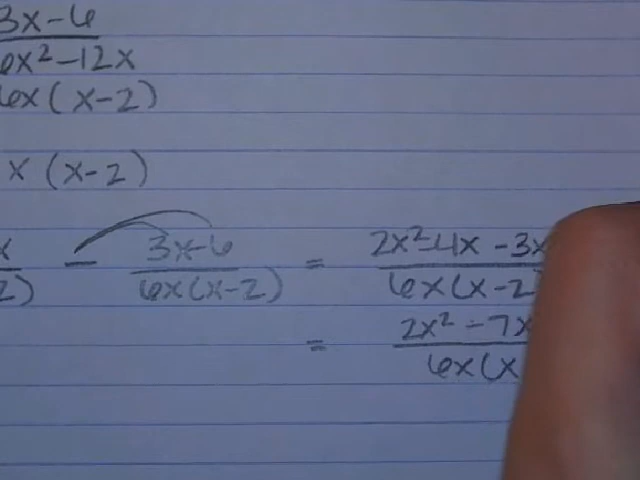 3x-6
6x²-12x
6x(x-2)
x (x-2)
x - 3x-6 = 2x²-4x-3x
2) 6x(x-2) 6x(x-2
= 2x²-7x
6x(x